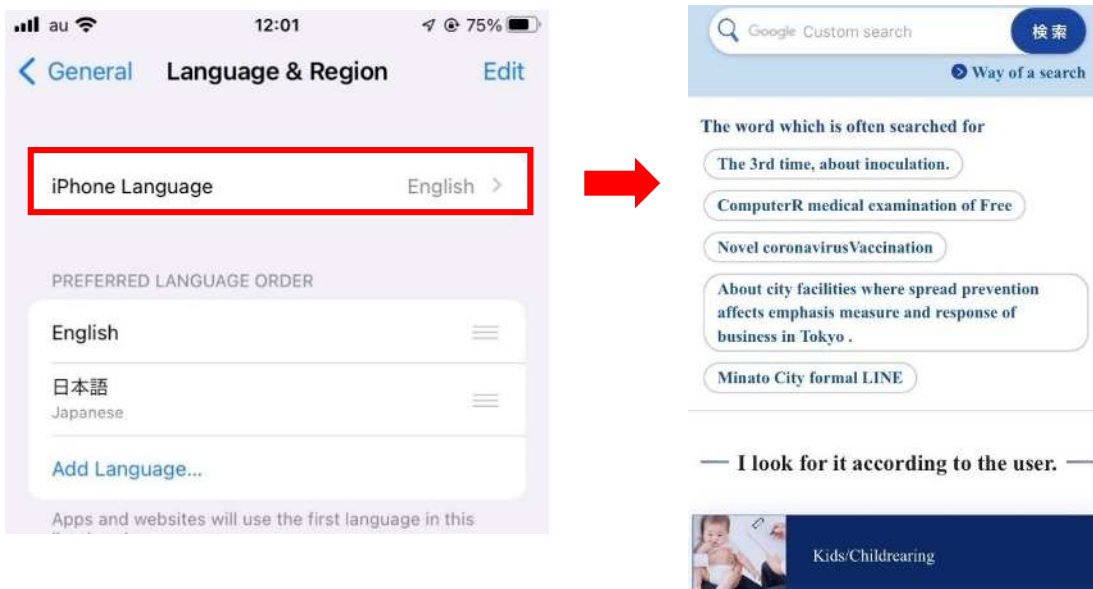 au 12:01 75%
General Language & Region Edit
iPhone Language English
PREFERRED LANGUAGE ORDER
English
日本語
Japanese
Add Language...
Apps and websites will use the first language in this
Google Custom search 検索
Way of a search
The word which is often searched for
The 3rd time, about inoculation.
ComputerR medical examination of Free
Novel coronavirusVaccination
About city facilities where spread prevention
affects emphasis measure and response of
business in Tokyo .
Minato City formal LINE
I look for it according to the user.
Kids/Childrearing